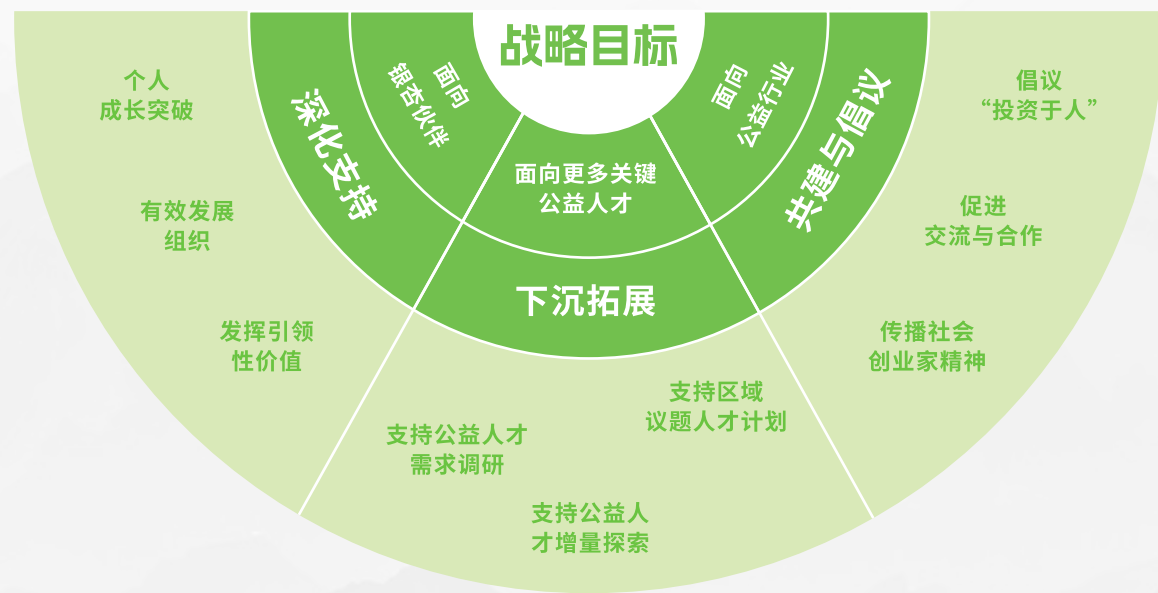 战略目标
面向
银杏伙伴
深化支持
个人
成长突破
有效发展
组织
发挥引领
性价值
面向更多关键
公益人才
下沉拓展
支持公益人才
需求调研
支持区域
议题人才计划
支持公益人
才增量探索
面向
公益行业
共建与倡议
倡议
“投资于人”
促进
交流与合作
传播社会
创业家精神